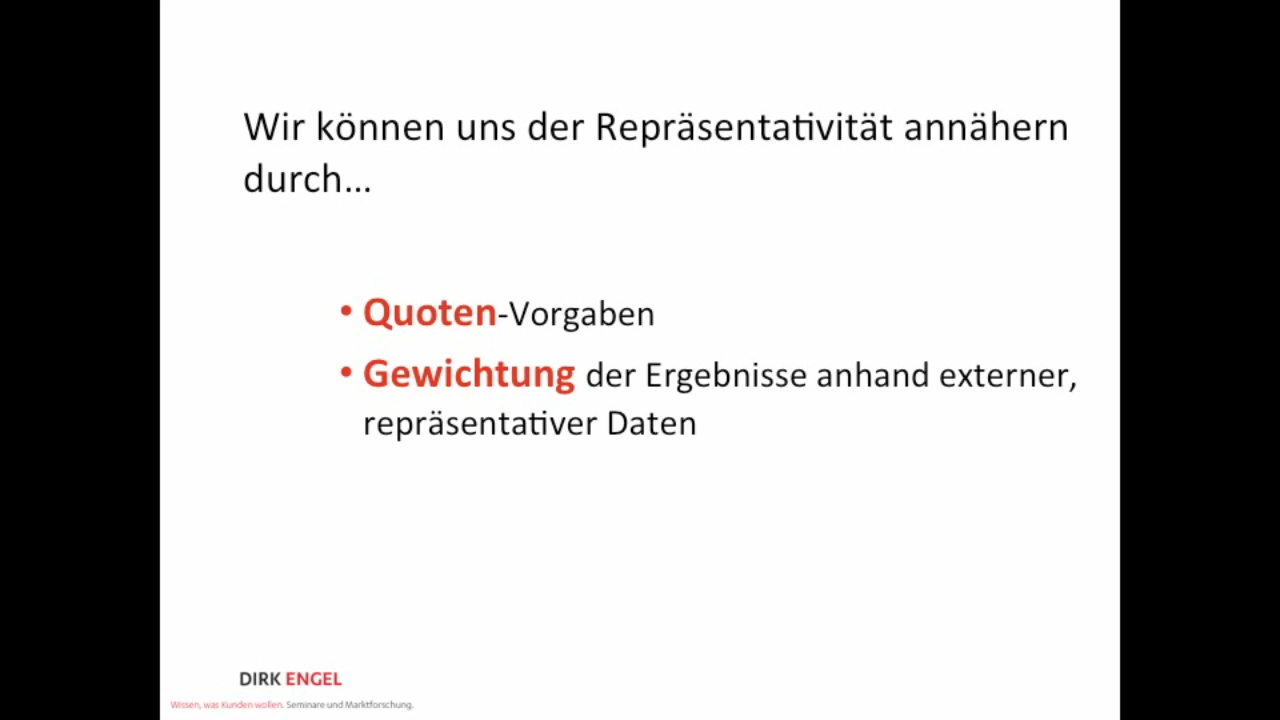 Wir können uns der Repräsentativität annähern
durch…
• Quoten-Vorgaben
• Gewichtung der Ergebnisse anhand externer,
repräsentativer Daten
DIRK ENGEL
Wissen, was Kunden wollen. Seminare und Marktforschung.